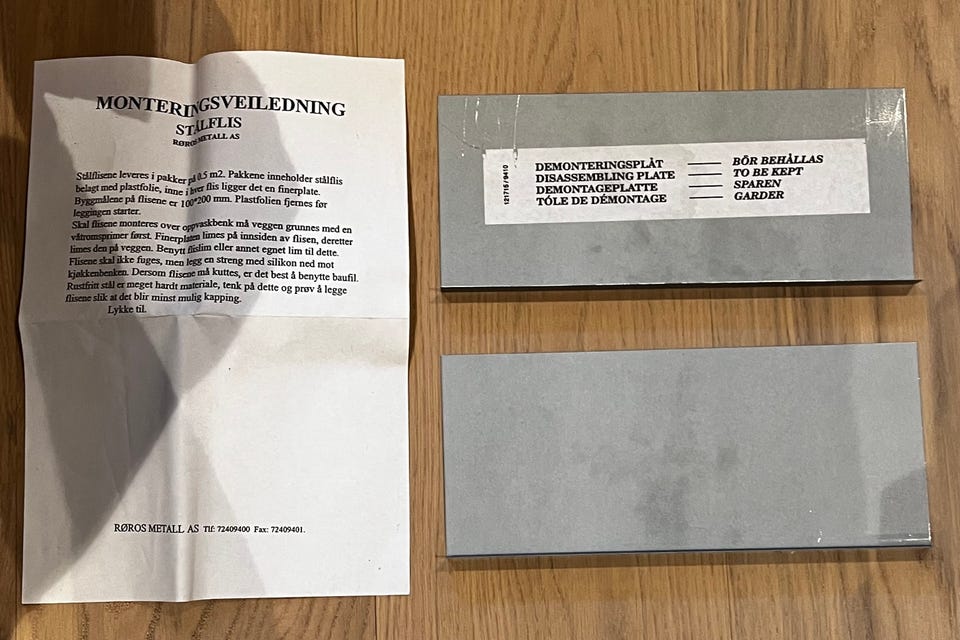 MONTERINGSVEILEDNING
STÅLFLIS
RØROS METALL AS
Stålflisene leveres i pakker på 0.5 m2. Pakkene inneholder stålflis
belagt med plastfolie, inne i hver flis ligger det en finerplate.
Byggmålene på flisene er 100*200 mm. Plastfolien fjernes før
leggingen starter.
Skal flisene monteres over oppvaskbenk må veggen grunnes med en
våtromsprimer først. Finerplaten limes på innsiden av flisen, deretter
limes den på veggen. Benytt flislim eller annet egnet lim til dette.
Flisene skal ikke fuges, men legg en streng med silikon ned mot
kjøkkenbenken. Dersom flisene må kuttes, er det best å benytte baufil.
Rustfritt stål er meget hardt materiale, tenk på dette og prøv å legge
flisene slik at det blir minst mulig kapping.
Lykke til.
RØROS METALL AS Tlf: 72409400 Fax: 72409401.
121716/9410
DEMONTERINGSPLÅT — BÖR BEHÅLLAS
DISASSEMBLING PLATE — TO BE KEPT
DEMONTAGEPLATTE — SPAREN
TÓLE DE DÉMONTAGE — GARDER